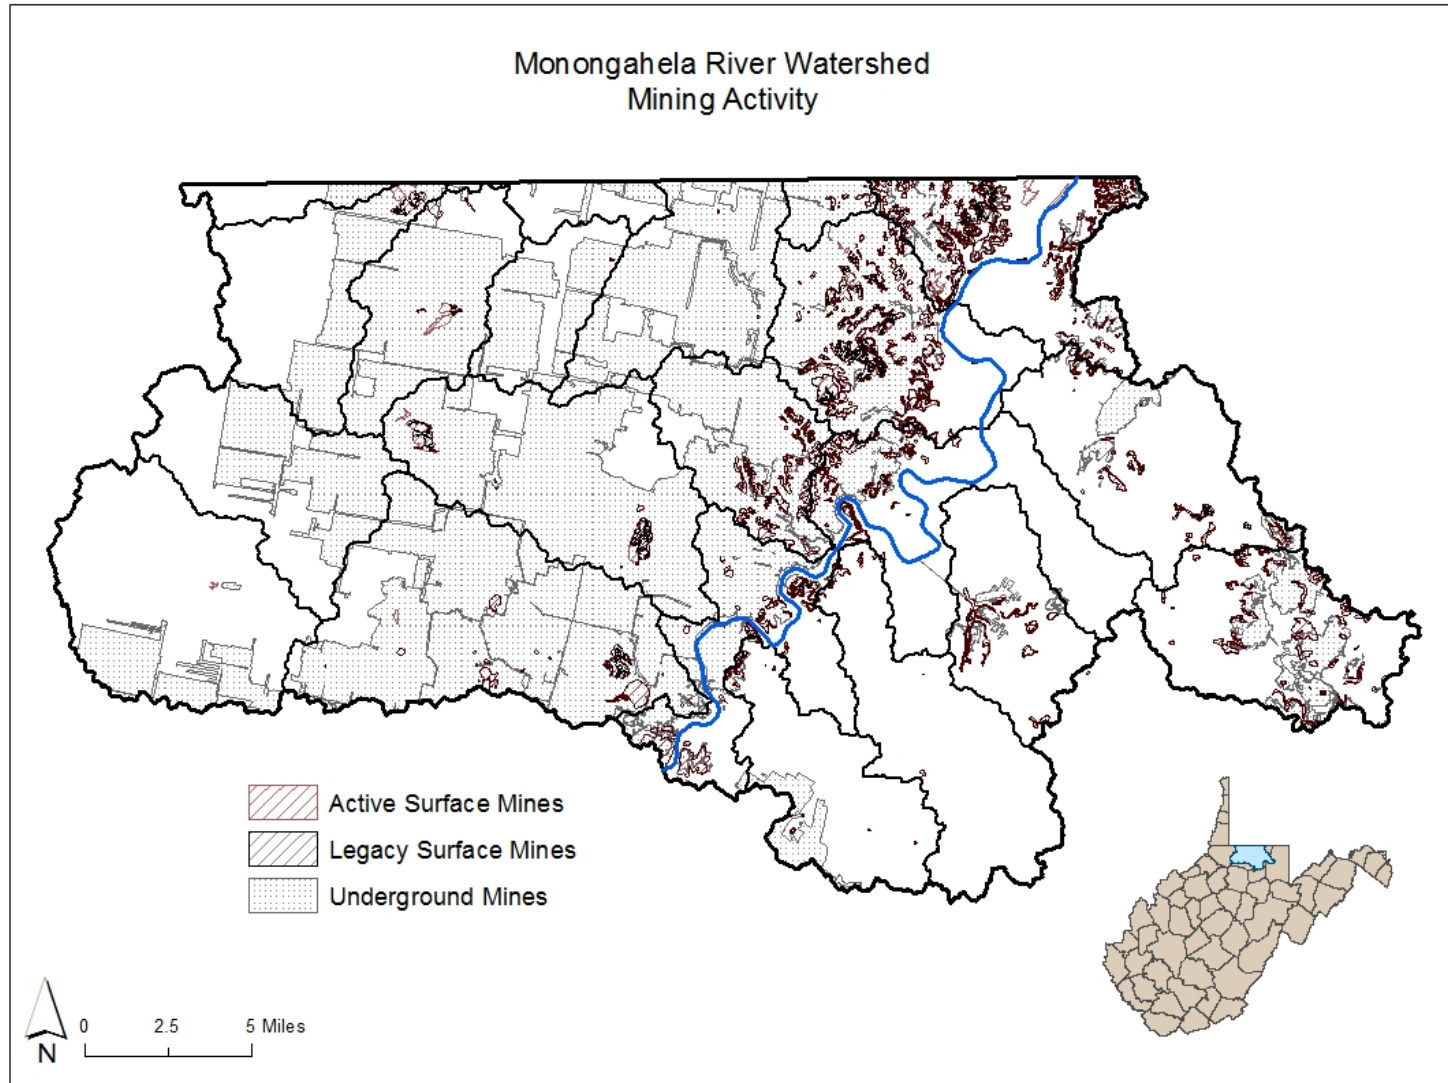 Monongahela River Watershed
Mining Activity
Active Surface Mines
Legacy Surface Mines
Underground Mines
N
0 2.5 5 Miles